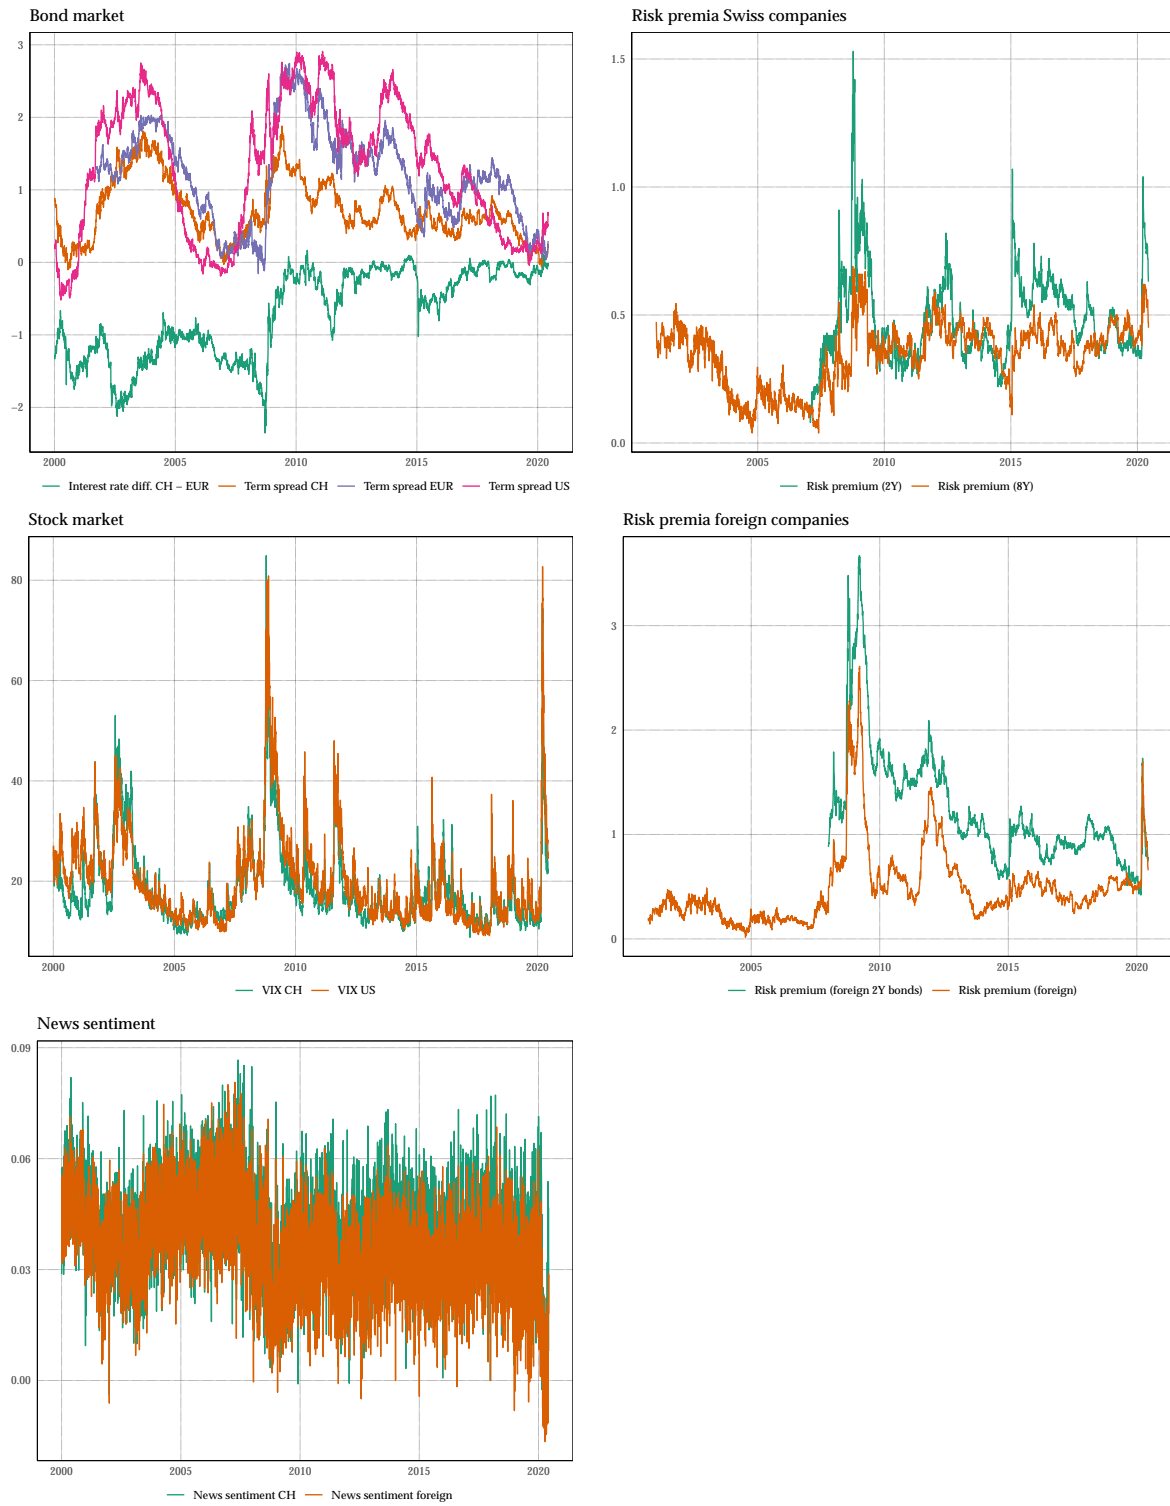 Bond market
3
2
1
0
−1
−2
2000
2005
2010
2015
2020
Interest rate diff. CH − EUR
Term spread CH
Term spread EUR
Term spread US
Risk premia Swiss companies
1.5
1.0
0.5
0.0
2005
2010
2015
2020
Risk premium (2Y)
Risk premium (8Y)
Stock market
80
60
40
20
2000
2005
2010
2015
2020
VIX CH
VIX US
Risk premia foreign companies
3
2
1
0
2005
2010
2015
2020
Risk premium (foreign 2Y bonds)
Risk premium (foreign)
News sentiment
0.09
0.06
0.03
0.00
2000
2005
2010
2015
2020
News sentiment CH
News sentiment foreign